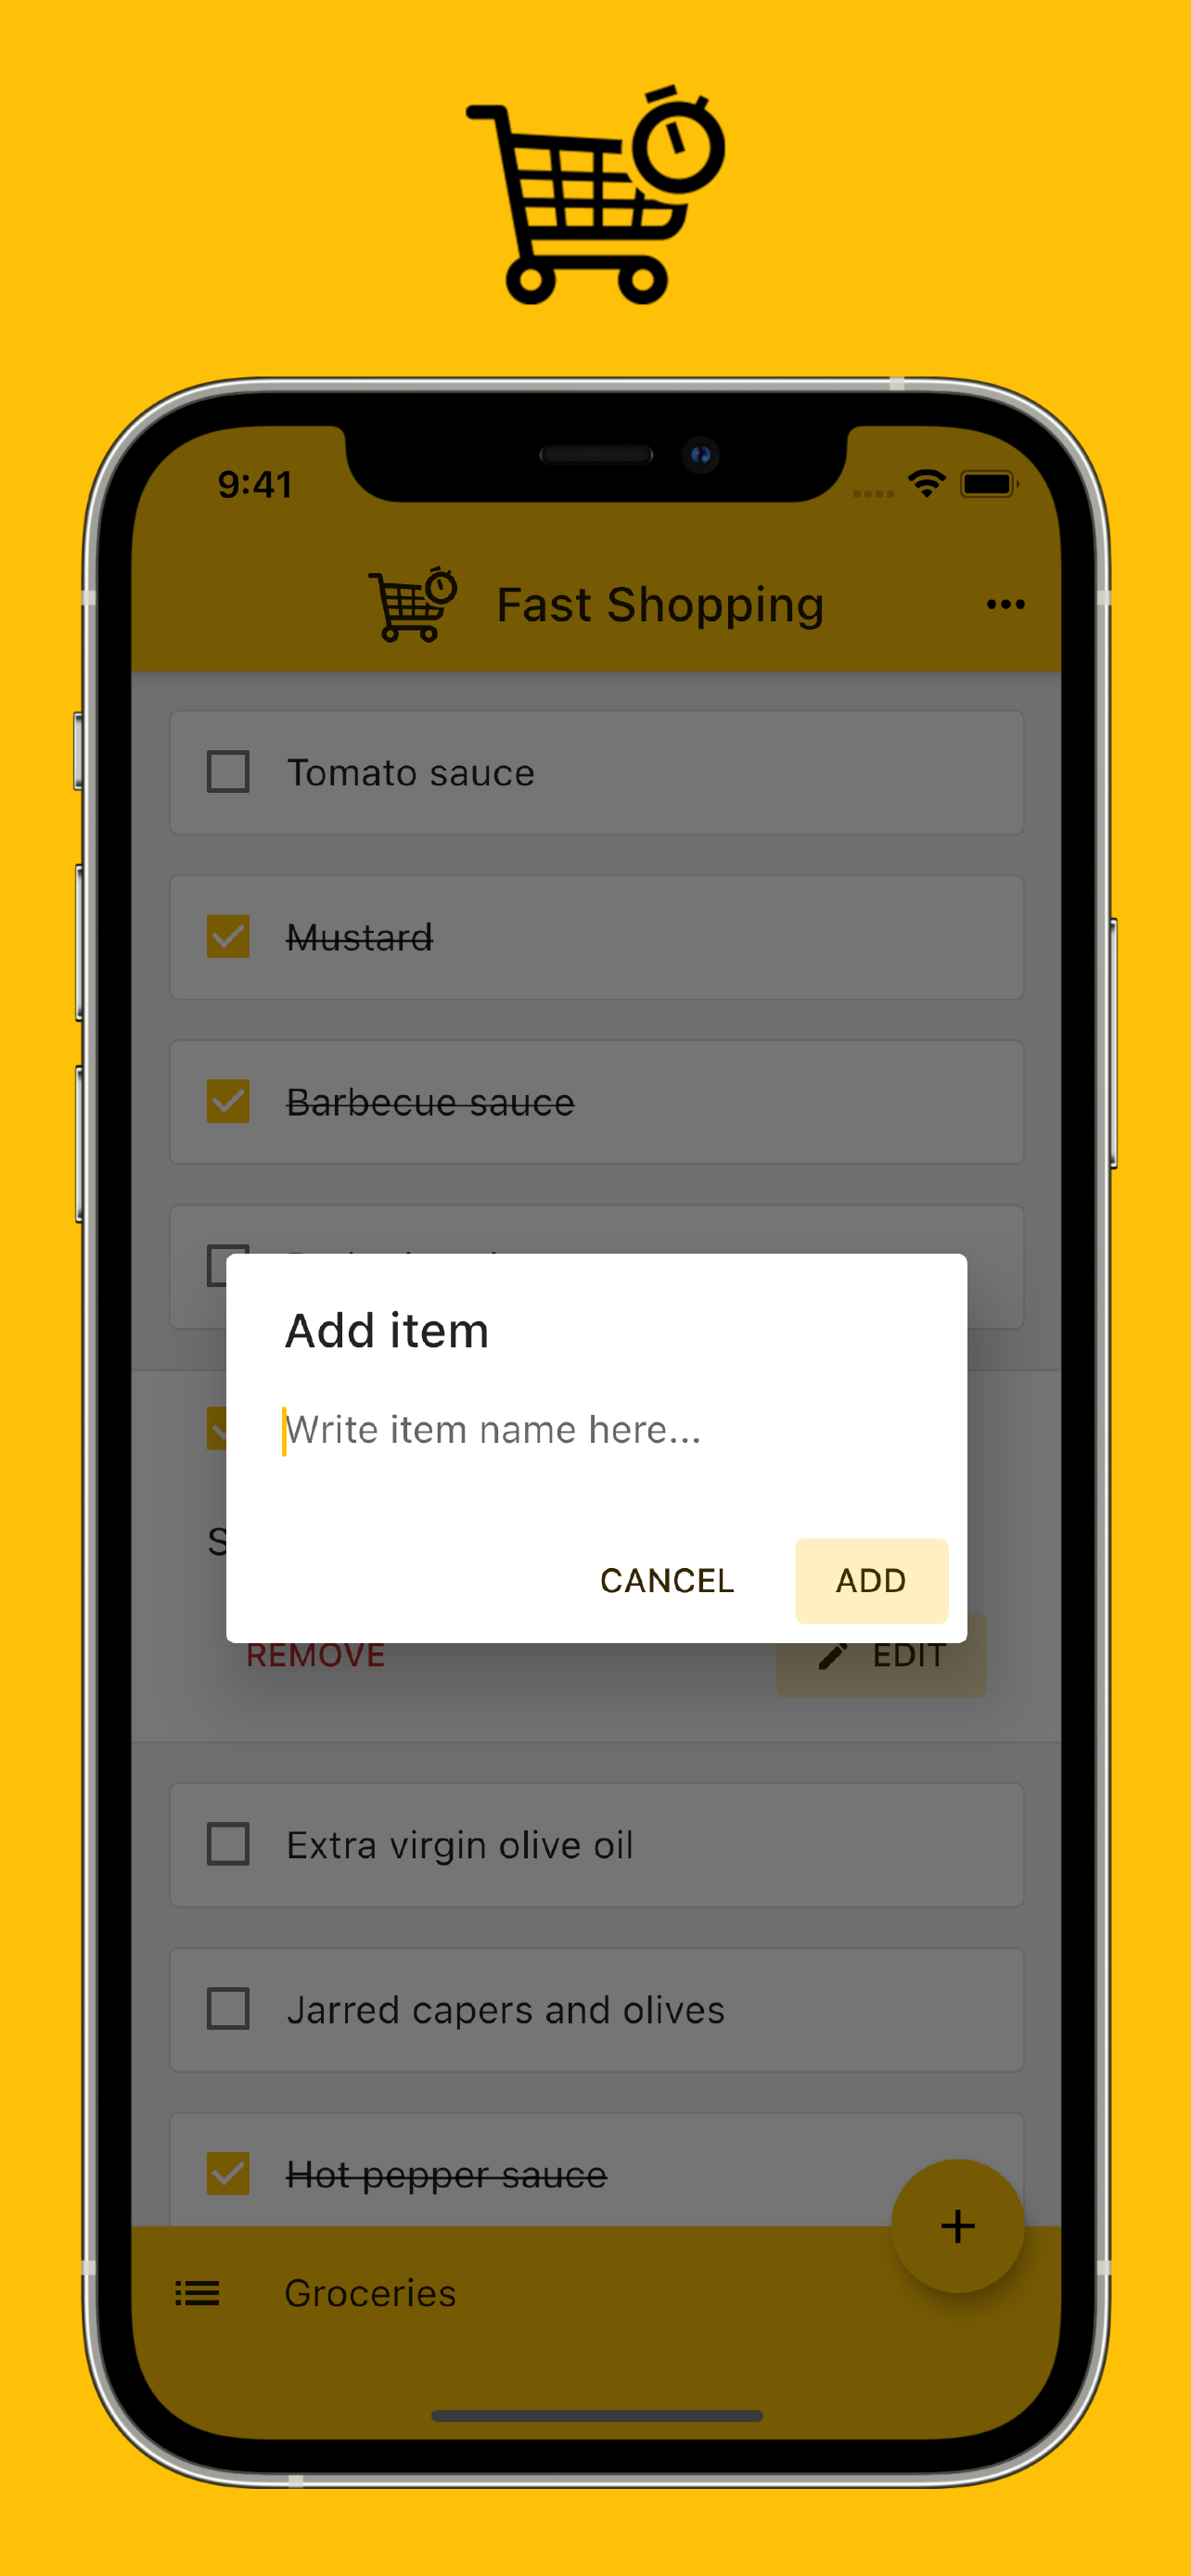 9:41
Fast Shopping
Tomato sauce
Mustard
Barbecue sauce
Add item
Write item name here...
CANCEL
ADD
REMOVE
EDIT
Extra virgin olive oil
Jarred capers and olives
Hot pepper sauce
Groceries